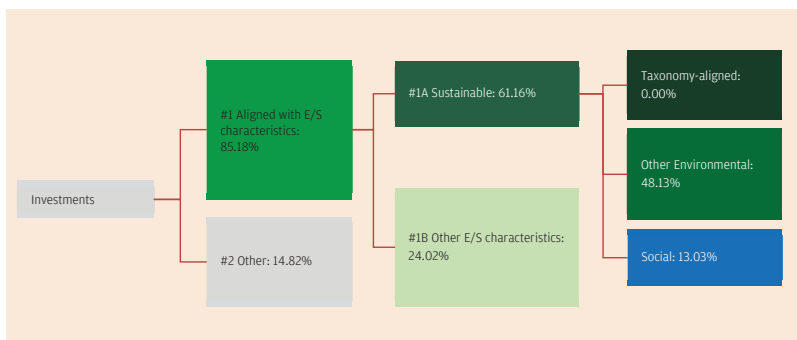 Investments
#1 Aligned with E/S
characteristics:
85.18%
#2 Other: 14.82%
#1A Sustainable: 61.16%
#1B Other E/S characteristics:
24.02%
Taxonomy-aligned:
0.00%
Other Environmental:
48.13%
Social: 13.03%